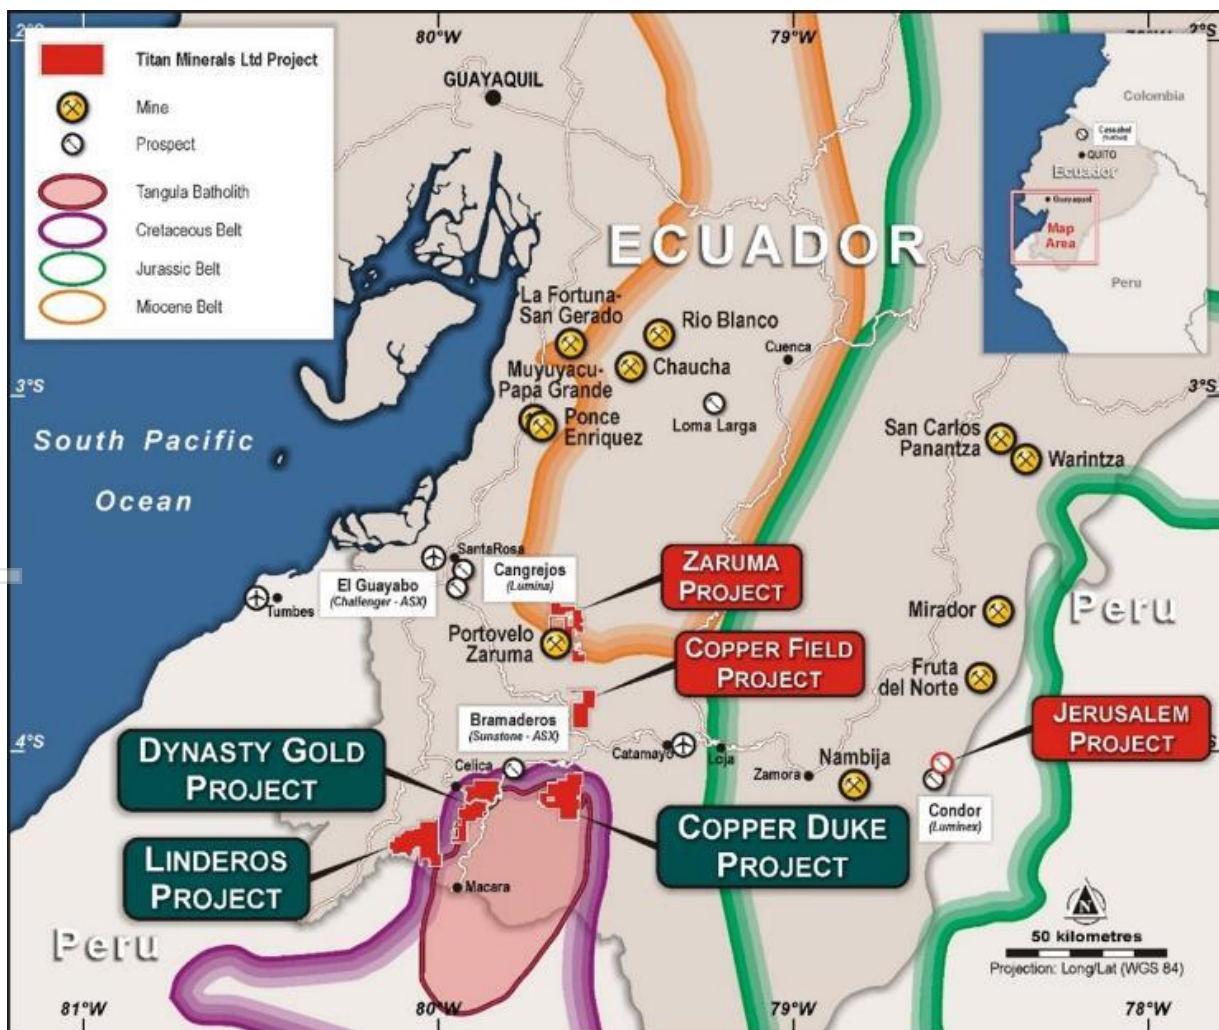 2°S
80°W
79°W
2°S
Titan Minerals Ltd Project
Mine
Prospect
Tangula Batholith
Cretaceous Belt
Jurassic Belt
Miocene Belt
GUAYAQUIL
ECUADOR
Colombia
Cascabel
QUITO
Ecuador
Guayaquil
Map
Area
Peru
La Fortuna-
San Gerado
Rio Blanco
Chaucha
Cuenca
Muyuyacu-
Papa Grande
Ponce
Enriquez
Loma Larga
3°S
3°S
South Pacific
Ocean
San Carlos
Panantza
Warintza
SantaRosa
El Guayabo
(Challenger - ASX)
Cangrejos
(Lumina)
Tumbes
ZARUMA
PROJECT
Portovelo
Zaruma
Mirador
Peru
COPPER FIELD
PROJECT
Fruta
del Norte
Bramaderos
(Sunstone - ASX)
JERUSALEM
PROJECT
4°S
DYNASTY GOLD
PROJECT
Celica
Catamayo
Loja
Zamora
Nambija
Condor
(Luminex)
COPPER DUKE
PROJECT
LINDEROS
PROJECT
Macara
Peru
N
50 kilometres
Projection: Long/Lat (WGS 84)
81°W
80°W
79°W
78°W